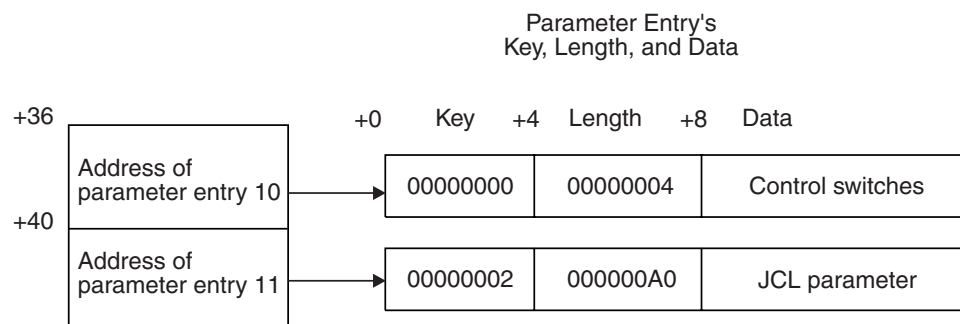 Parameter Entry's
Key, Length, and Data
+36
+0 Key +4 Length +8 Data
Address of
parameter entry 10
00000000 00000004 Control switches
+40
Address of
parameter entry 11
00000002 000000A0 JCL parameter